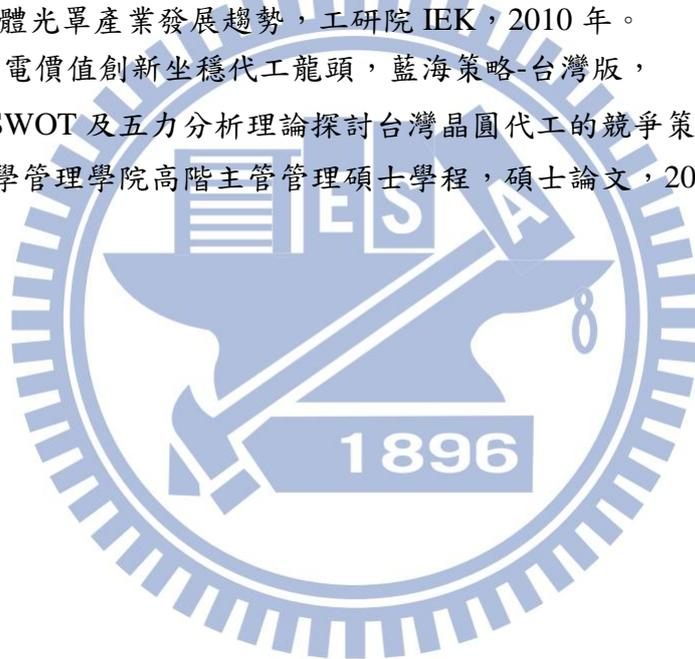 體光罩產業發展趨勢，工研院 IEK，2010 年。
電價值創新坐穩代工龍頭，藍海策略-台灣版，
SWOT 及五力分析理論探討台灣晶圓代工的競爭策
學管理學院高階主管管理碩士學程，碩士論文，20
E S A
8
1896